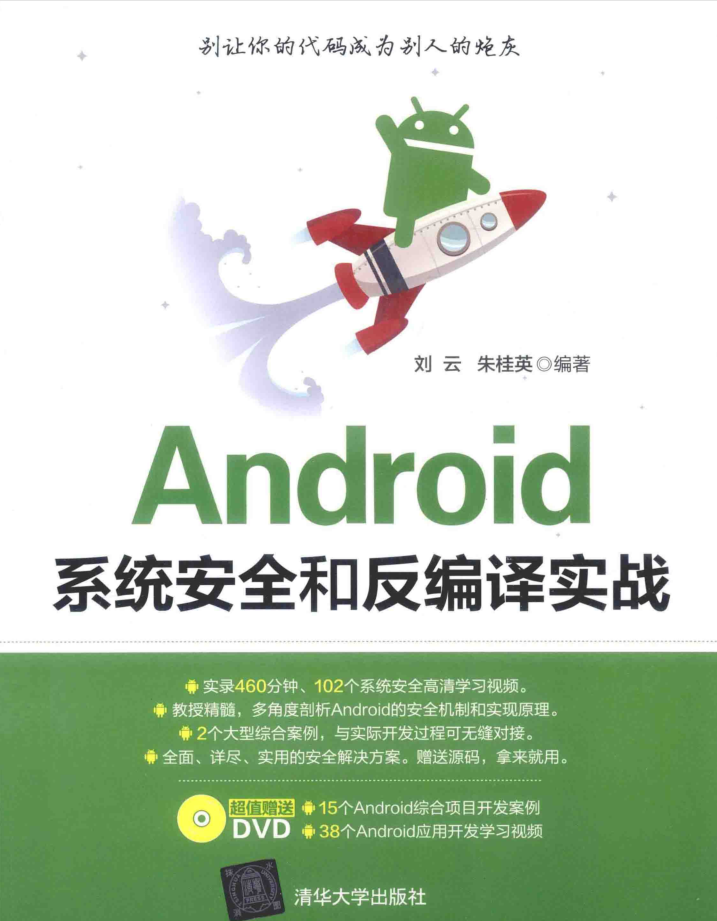 别让你的代码成为别人的炮灰
刘 云 朱桂英◎编著
Android
系统安全和反编译实战
实录460分钟、102个系统安全高清学习视频。
教授精髓，多角度剖析Android的安全机制和实现原理。
2个大型综合案例，与实际开发过程可无缝对接。
全面、详尽、实用的安全解决方案。赠送源码，拿来就用。
超值赠送
DVD
15个Android综合项目开发案例
38个Android应用开发学习视频
清华大学出版社